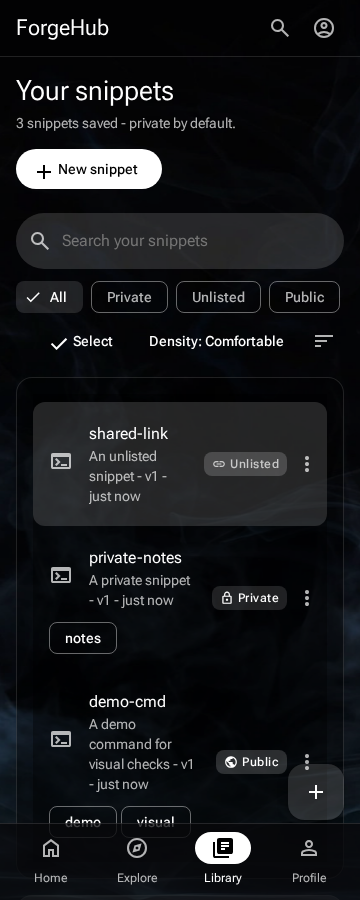 ForgeHub
Your snippets
3 snippets saved - private by default.
New snippet
Search your snippets
All
Private
Unlisted
Public
Select
Density: Comfortable
shared-link
An unlisted
snippet - v1 -
just now
Unlisted
private-notes
A private snippet
- v1 - just now
Private
notes
demo-cmd
A demo
command for
visual checks - v1
- just now
Public
demo
visual
Home
Explore
Library
Profile